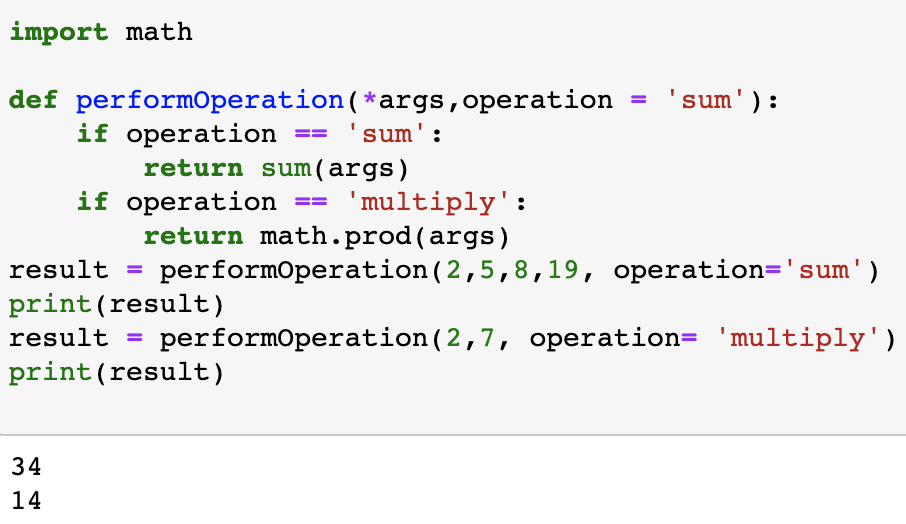 import math

def performOperation(*args,operation = 'sum'):
    if operation == 'sum':
        return sum(args)
    if operation == 'multiply':
        return math.prod(args)
result = performOperation(2,5,8,19, operation='sum')
print(result)
result = performOperation(2,7, operation= 'multiply')
print(result)

34
14